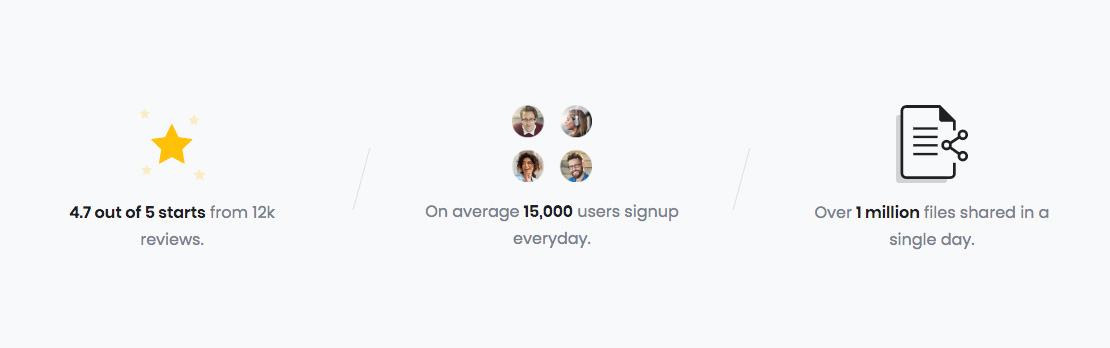 4.7 out of 5 starts from 12k
reviews.
On average 15,000 users signup
everyday.
Over 1 million files shared in a
single day.